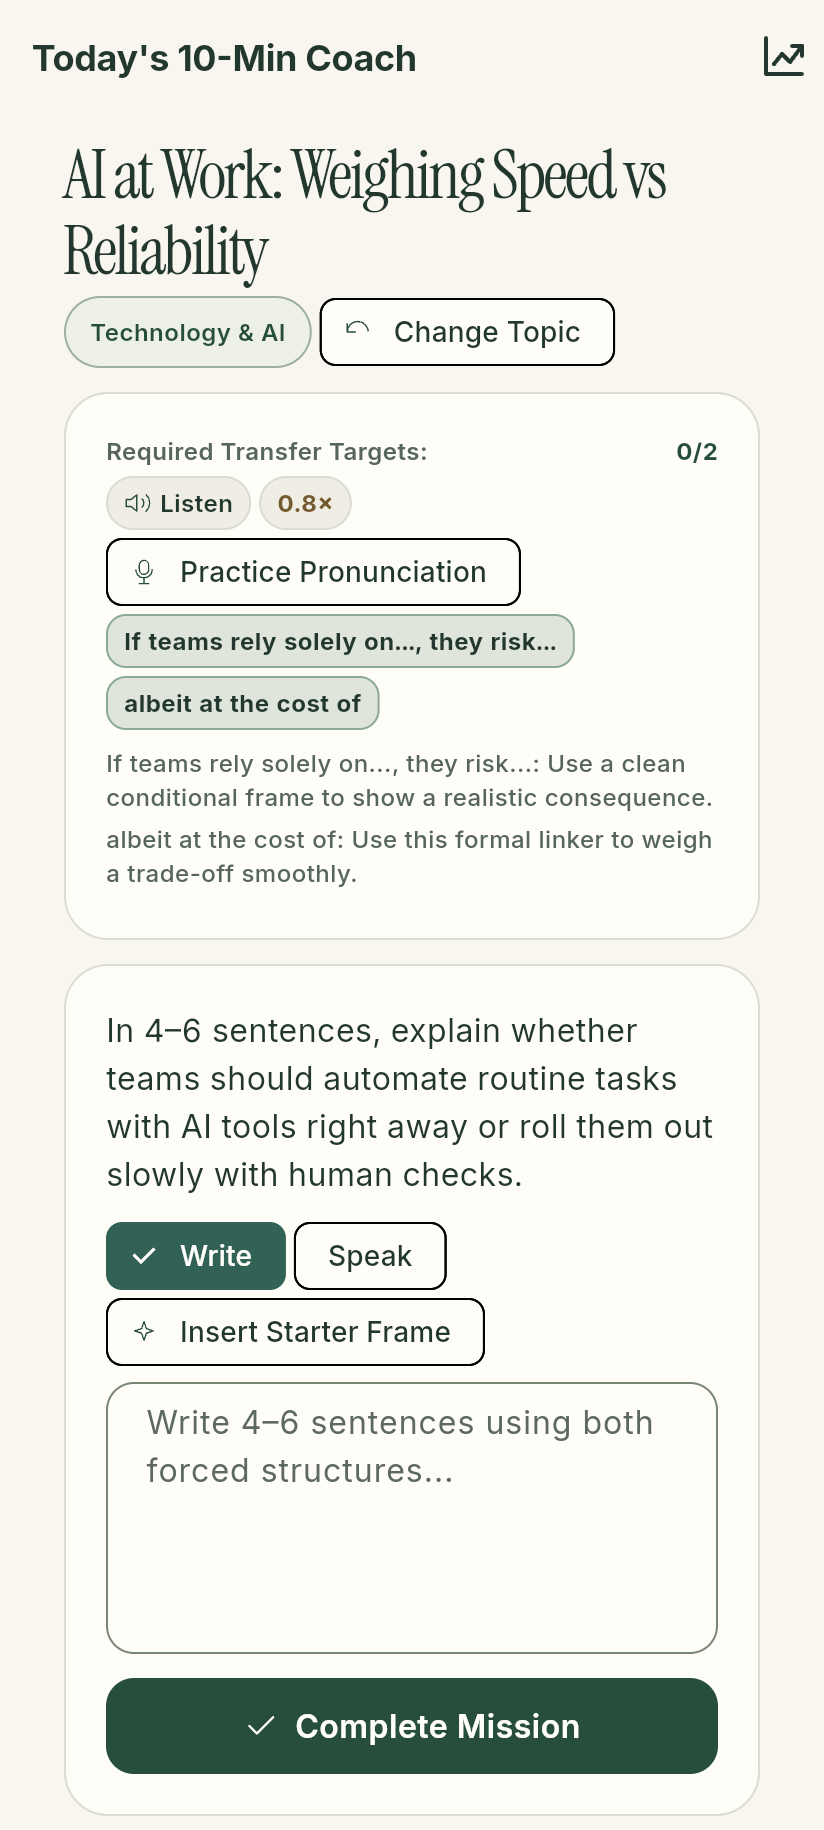 Today's 10-Min Coach
AI at Work: Weighing Speed vs
Reliability
Technology & AI
Change Topic
Required Transfer Targets:
0/2
Listen
0.8×
Practice Pronunciation
If teams rely solely on..., they risk...
albeit at the cost of
If teams rely solely on..., they risk...: Use a clean
conditional frame to show a realistic consequence.
albeit at the cost of: Use this formal linker to weigh
a trade-off smoothly.
In 4–6 sentences, explain whether
teams should automate routine tasks
with AI tools right away or roll them out
slowly with human checks.
Write
Speak
Insert Starter Frame
Write 4–6 sentences using both
forced structures...
Complete Mission